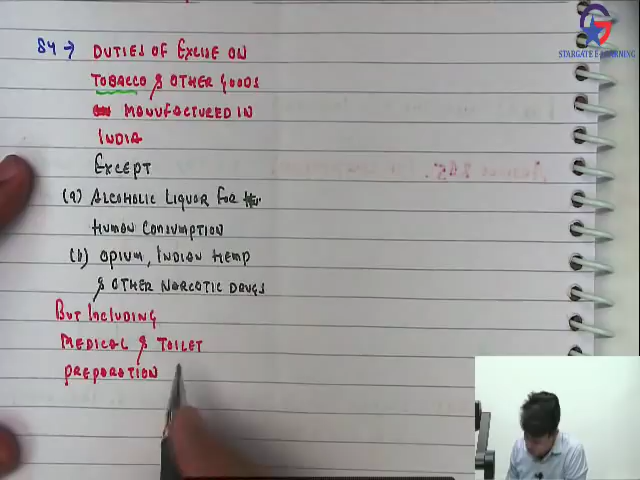 STARGATE E-LEARNING
84 → DUTIES OF EXCISE ON
TOBACCO & OTHER GOODS
MANUFACTURED IN
INDIA
EXCEPT
(a) ALCOHOLIC LIQUOR FOR
HUMAN CONSUMPTION
(b) OPIUM, INDIAN HEMP
& OTHER NARCOTIC DRUGS
BUT INCLUDING
MEDICAL & TOILET
PREPARATION